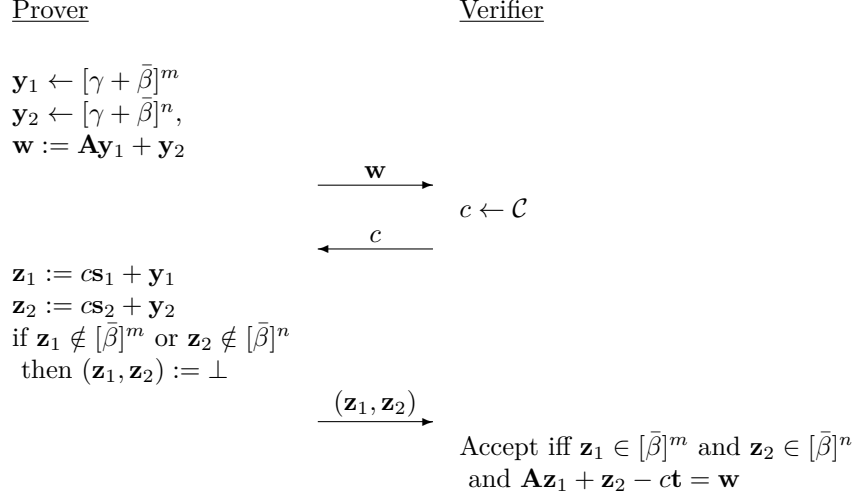 Prover Verifier
𝐲₁ ← [γ + β̄]ᵐ
𝐲₂ ← [γ + β̄]ⁿ,
𝐰 := 𝐀𝐲₁ + 𝐲₂
𝐰
c ← 𝒞
c
𝐳₁ := c𝐬₁ + 𝐲₁
𝐳₂ := c𝐬₂ + 𝐲₂
if 𝐳₁ ∉ [β̄]ᵐ or 𝐳₂ ∉ [β̄]ⁿ
then (𝐳₁, 𝐳₂) := ⊥
(𝐳₁, 𝐳₂)
Accept iff 𝐳₁ ∈ [β̄]ᵐ and 𝐳₂ ∈ [β̄]ⁿ
and 𝐀𝐳₁ + 𝐳₂ − c𝐭 = 𝐰